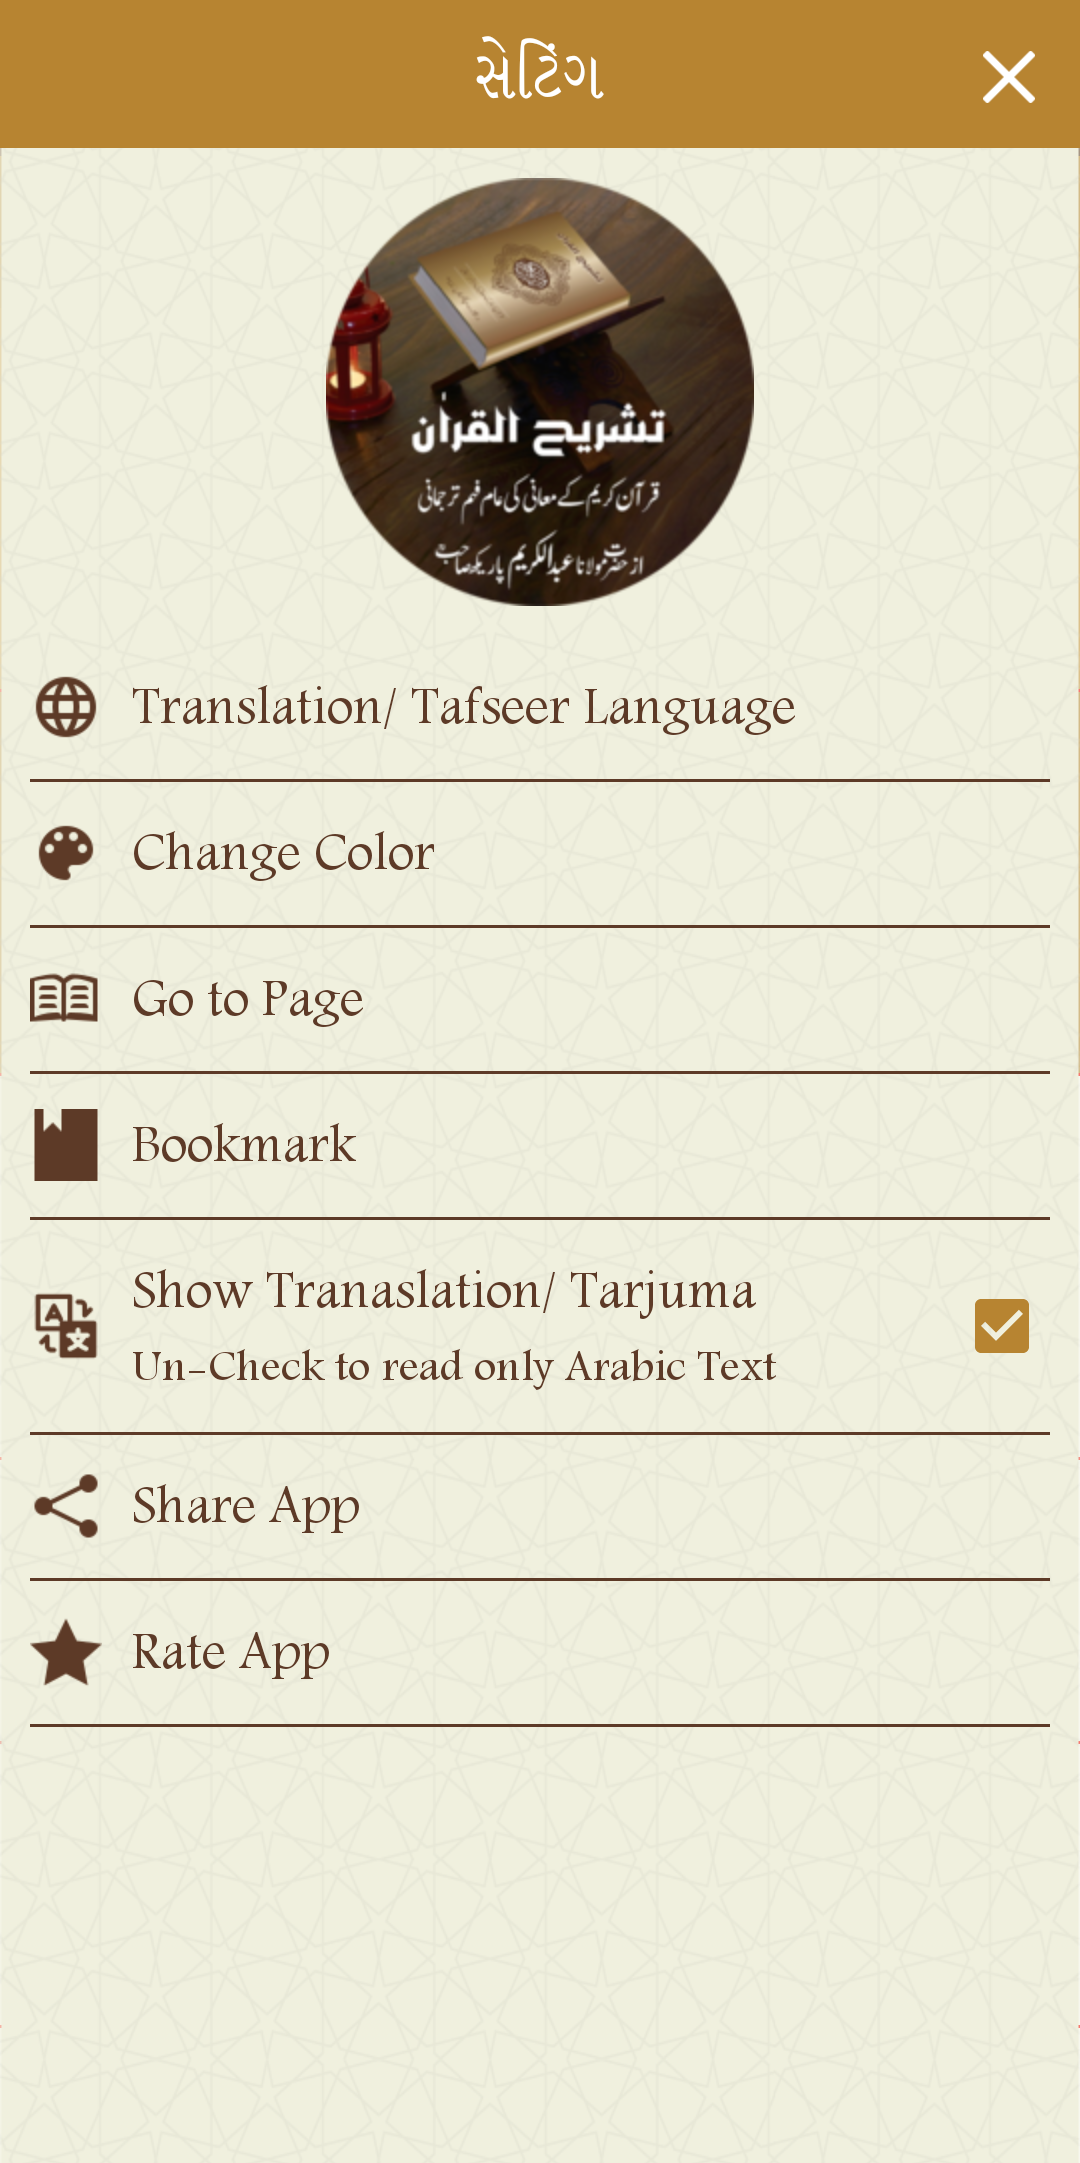 સેટિંગ
تشریح القرآن
قرآن کریم کے معانی کی عام فہم ترجمانی
از حضرت مولانا عبدالکریم پاریکھ صاحبؒ
Translation/ Tafseer Language
Change Color
Go to Page
Bookmark
Show Tranaslation/ Tarjuma
Un-Check to read only Arabic Text
Share App
Rate App